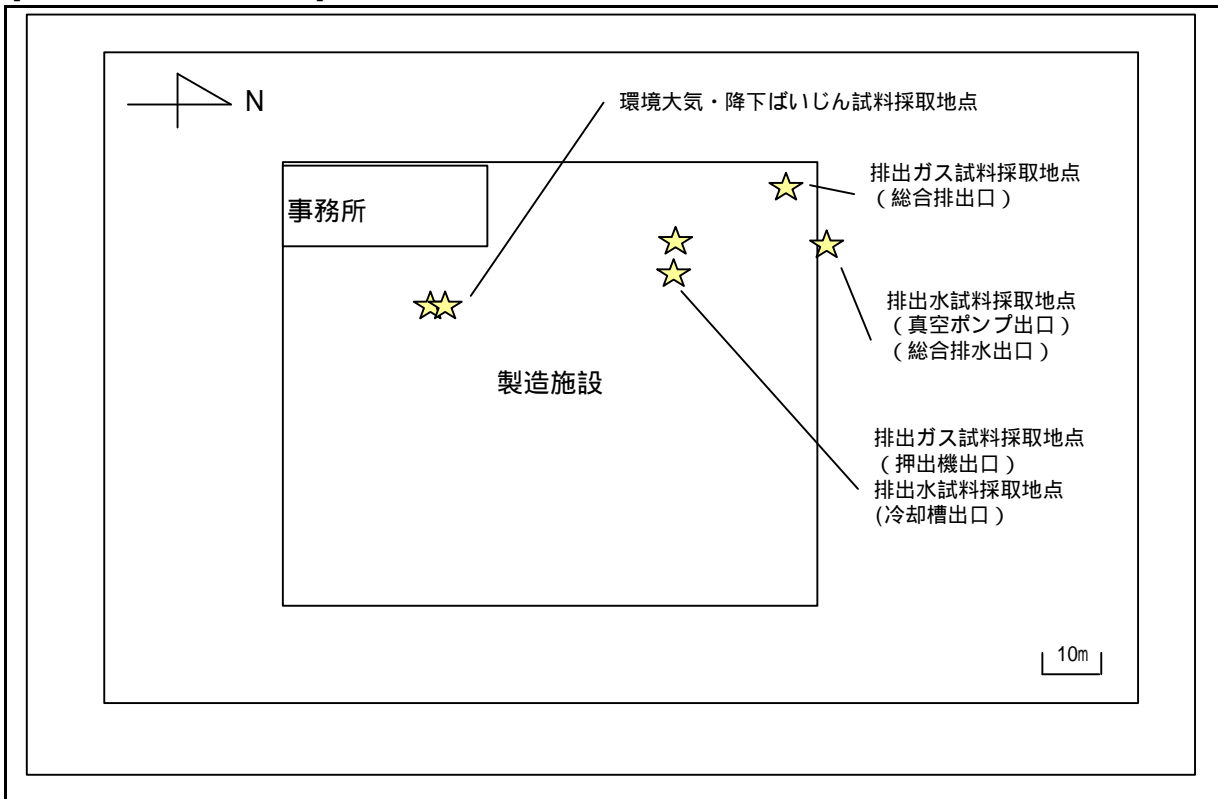 N
環境大気・降下ばいじん試料採取地点
排出ガス試料採取地点
(総合排出口)
事務所
排出水試料採取地点
(真空ポンプ出口)
(総合排水出口)
製造施設
排出ガス試料採取地点
(押出機出口)
排出水試料採取地点
(冷却槽出口)
10m